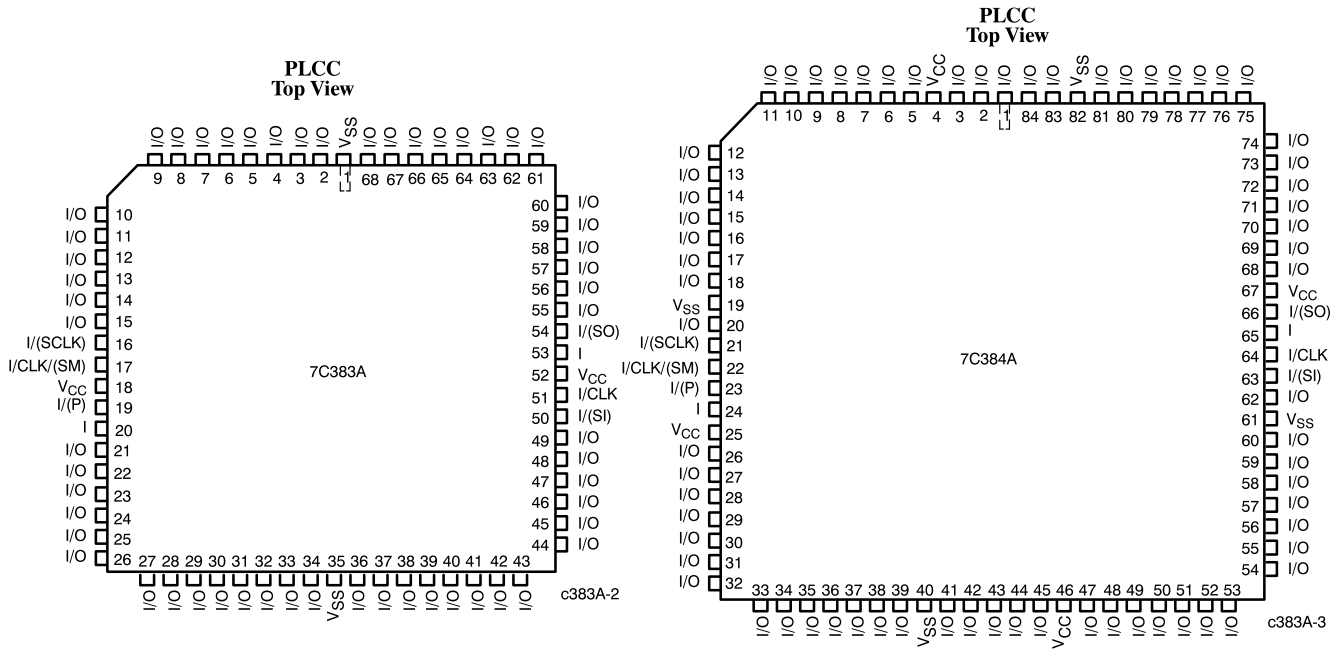 PLCC
Top View
I/O I/O I/O I/O I/O I/O I/O I/O VSS I/O I/O I/O I/O I/O I/O I/O I/O
9 8 7 6 5 4 3 2 1 68 67 66 65 64 63 62 61
I/O 10
I/O 11
I/O 12
I/O 13
I/O 14
I/O 15
I/(SCLK) 16
I/CLK/(SM) 17
VCC 18
I/(P) 19
I 20
I/O 21
I/O 22
I/O 23
I/O 24
I/O 25
I/O 26
7C383A
60 I/O
59 I/O
58 I/O
57 I/O
56 I/O
55 I/O
54 I/(SO)
53 I
52 VCC
51 I/CLK
50 I/(SI)
49 I/O
48 I/O
47 I/O
46 I/O
45 I/O
44 I/O
27 28 29 30 31 32 33 34 35 36 37 38 39 40 41 42 43
I/O I/O I/O I/O I/O I/O I/O I/O VSS I/O I/O I/O I/O I/O I/O I/O I/O
c383A-2
PLCC
Top View
I/O I/O I/O I/O I/O I/O I/O VCC I/O I/O I/O I/O I/O VSS I/O I/O I/O I/O I/O I/O I/O
11 10 9 8 7 6 5 4 3 2 1 84 83 82 81 80 79 78 77 76 75
I/O 12
I/O 13
I/O 14
I/O 15
I/O 16
I/O 17
I/O 18
VSS 19
I/O 20
I/(SCLK) 21
I/CLK/(SM) 22
I/(P) 23
I 24
VCC 25
I/O 26
I/O 27
I/O 28
I/O 29
I/O 30
I/O 31
I/O 32
7C384A
74 I/O
73 I/O
72 I/O
71 I/O
70 I/O
69 I/O
68 I/O
67 VCC
66 I/(SO)
65 I
64 I/CLK
63 I/(SI)
62 I/O
61 VSS
60 I/O
59 I/O
58 I/O
57 I/O
56 I/O
55 I/O
54 I/O
33 34 35 36 37 38 39 40 41 42 43 44 45 46 47 48 49 50 51 52 53
I/O I/O I/O I/O I/O I/O I/O VSS I/O I/O I/O I/O I/O VCC I/O I/O I/O I/O I/O I/O I/O
c383A-3